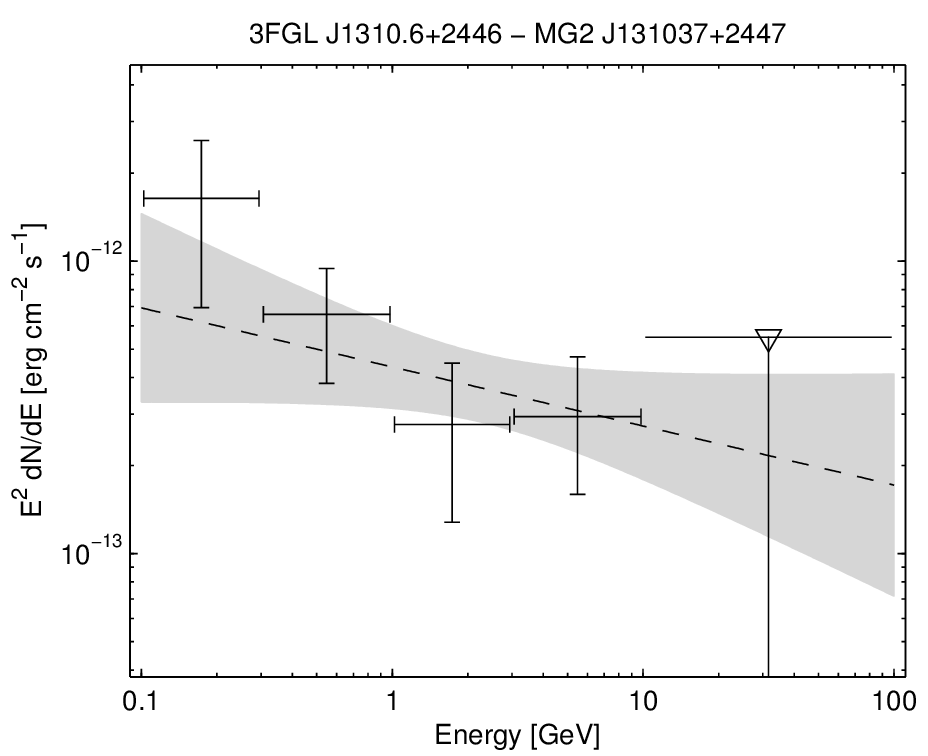 3FGL J1310.6+2446 − MG2 J131037+2447
E² dN/dE [erg cm⁻² s⁻¹]
10⁻¹²
10⁻¹³
0.1 1 10 100
Energy [GeV]